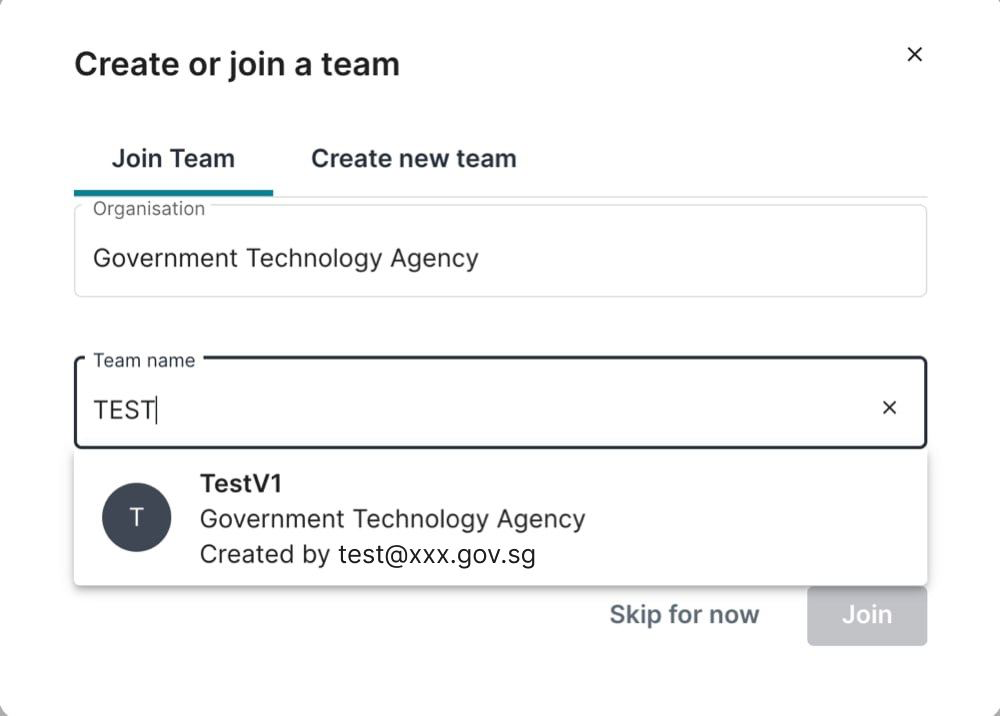 Create or join a team
Join Team
Create new team
Organisation
Government Technology Agency
Team name
TEST
T
TestV1
Government Technology Agency
Created by test@xxx.gov.sg
Skip for now
Join